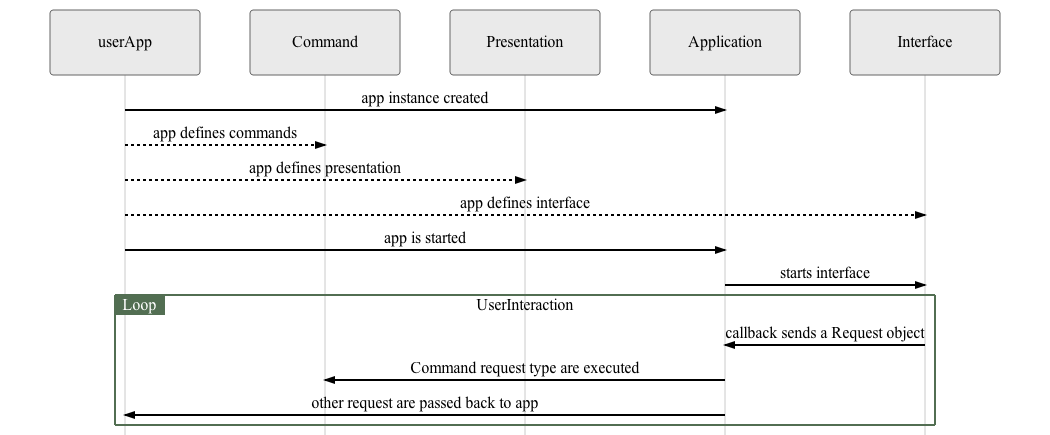 userApp
Command
Presentation
Application
Interface
app instance created
app defines commands
app defines presentation
app defines interface
app is started
starts interface
Loop
UserInteraction
callback sends a Request object
Command request type are executed
other request are passed back to app